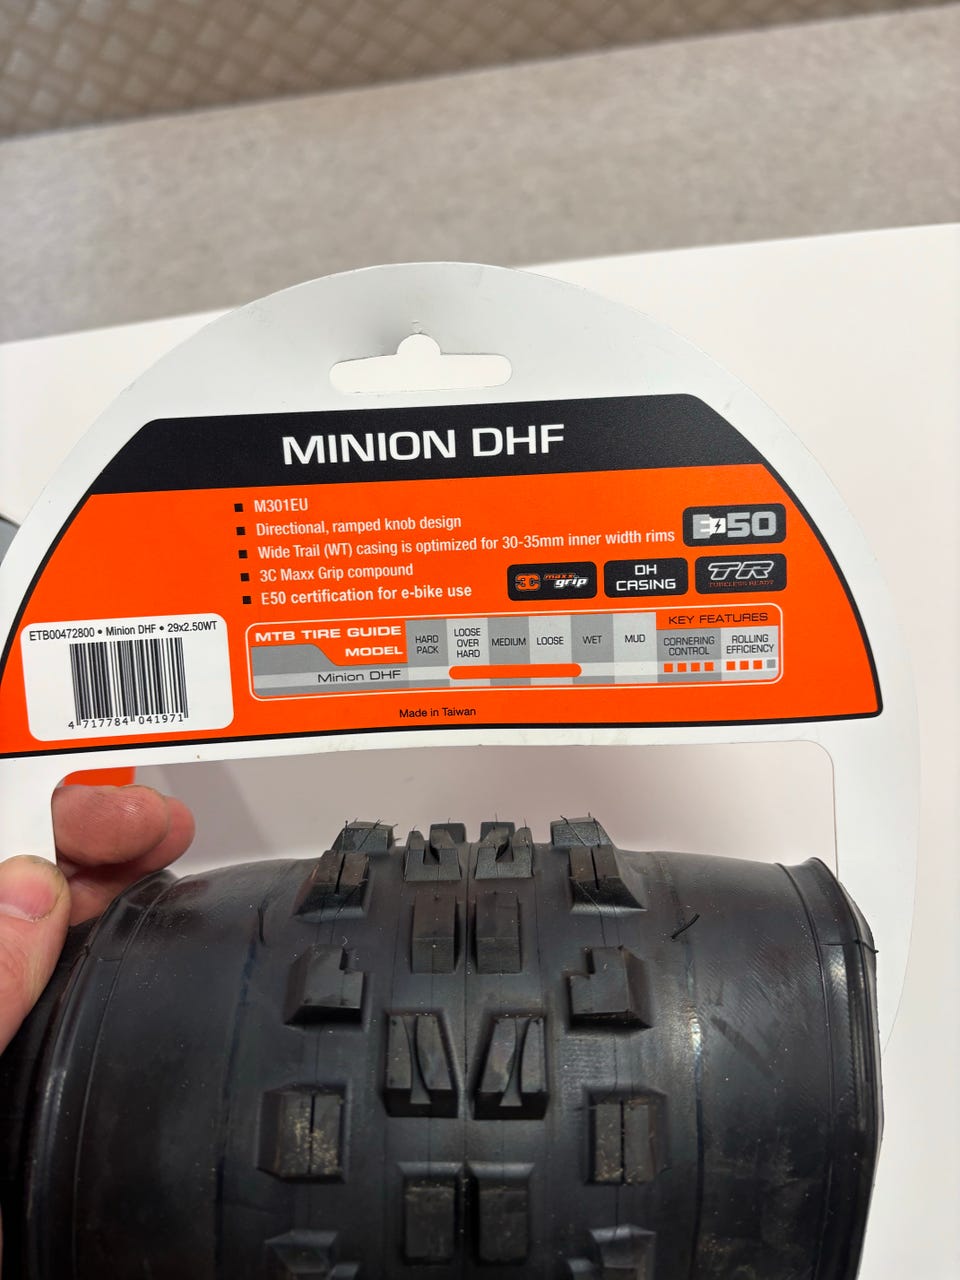 MINION DHF
M301EU
Directional, ramped knob design
Wide Trail (WT) casing is optimized for 30-35mm inner width rims
3C Maxx Grip compound
E50 certification for e-bike use
E50
3C maxx grip
DH
CASING
TR
TUBELESS READY
ETB00472800 • Minion DHF • 29x2.50WT
4 717784 041971
MTB TIRE GUIDE
MODEL
HARD
PACK
LOOSE
OVER
HARD
MEDIUM
LOOSE
WET
MUD
KEY FEATURES
CORNERING
CONTROL
ROLLING
EFFICIENCY
Minion DHF
Made in Taiwan